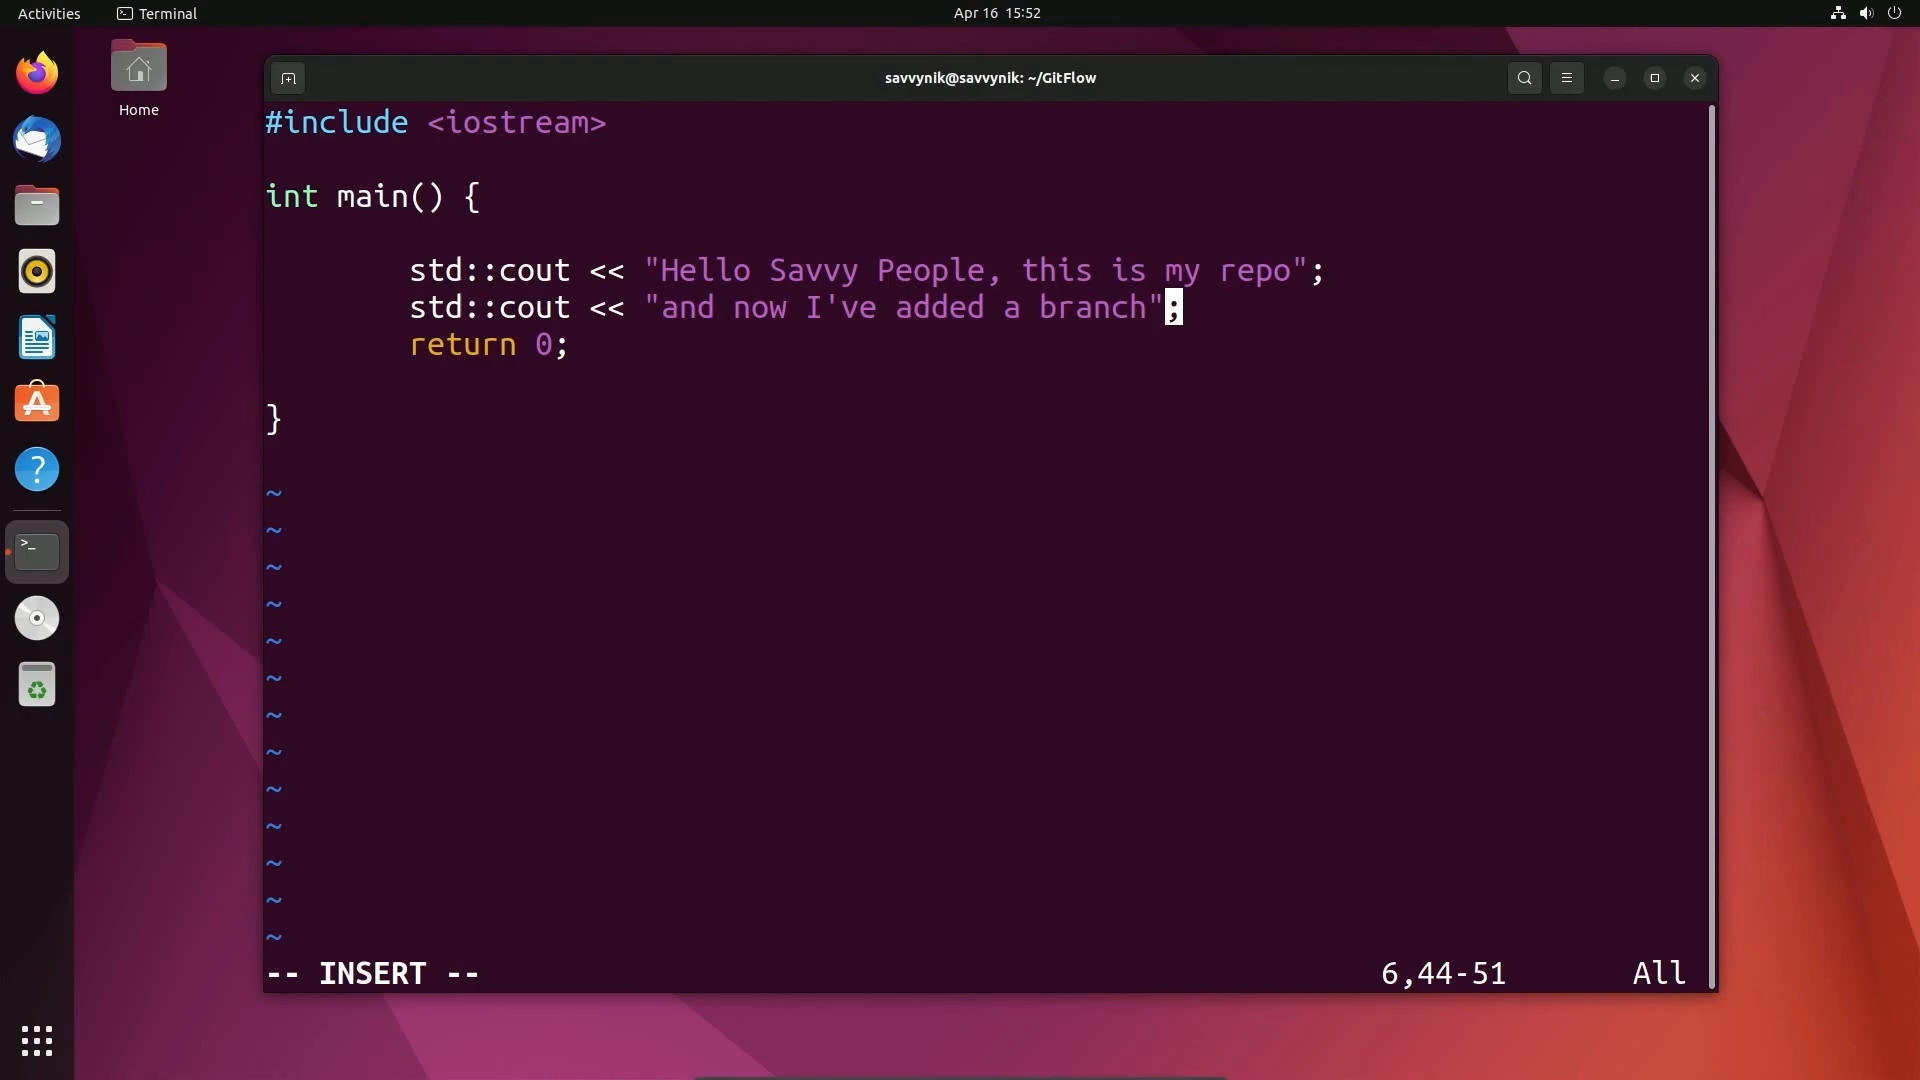 Activities Terminal Apr 16 15:52
Home
savvynik@savvynik: ~/GitFlow
#include <iostream>
int main() {
std::cout << "Hello Savvy People, this is my repo";
std::cout << "and now I've added a branch";
return 0;
}
~
~
~
~
~
~
~
~
~
~
~
~
~
-- INSERT -- 6,44-51 All